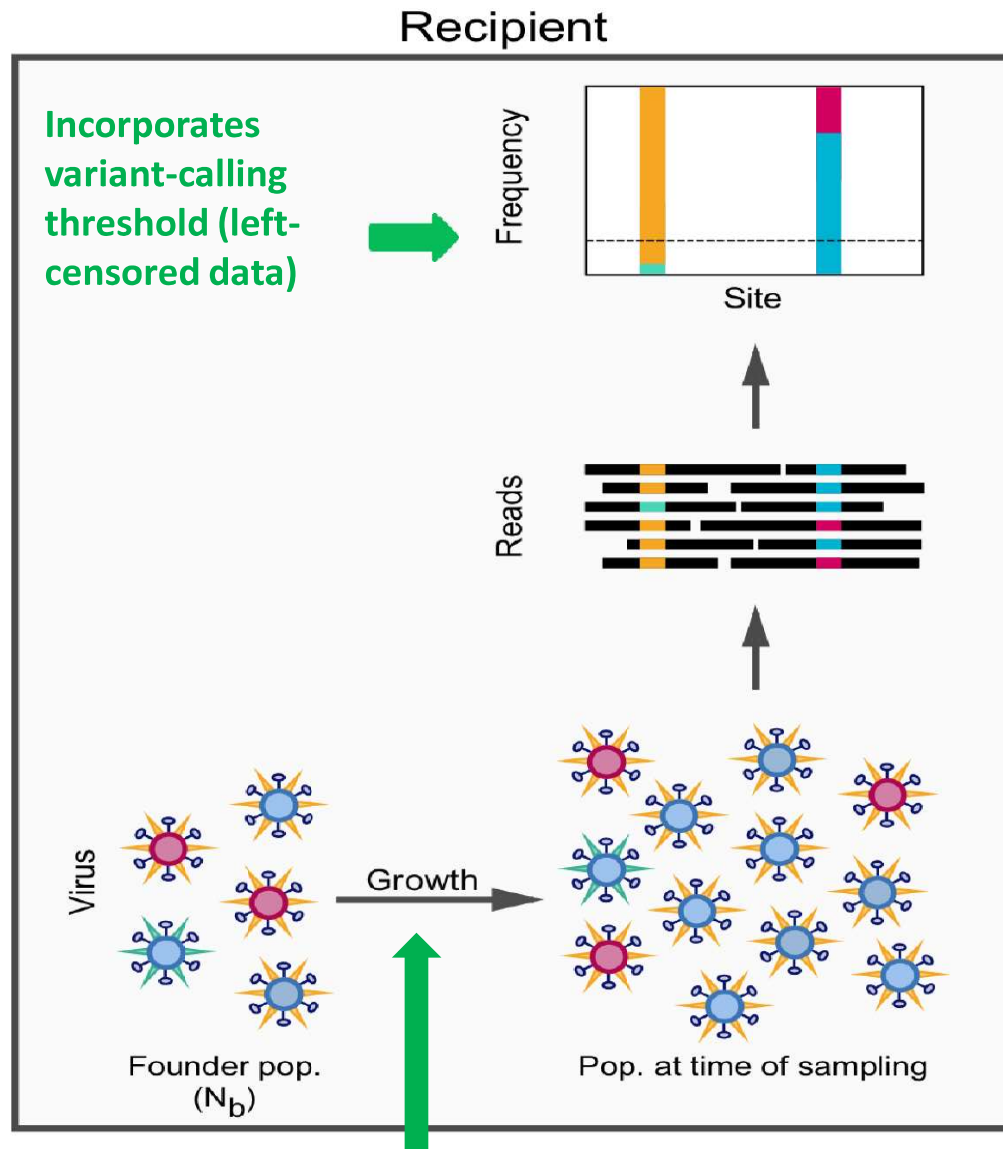 Recipient
Incorporates
variant-calling
threshold (left-
censored data)
Frequency
Site
Reads
Virus
Growth
Founder pop.
(N_b)
Pop. at time of sampling